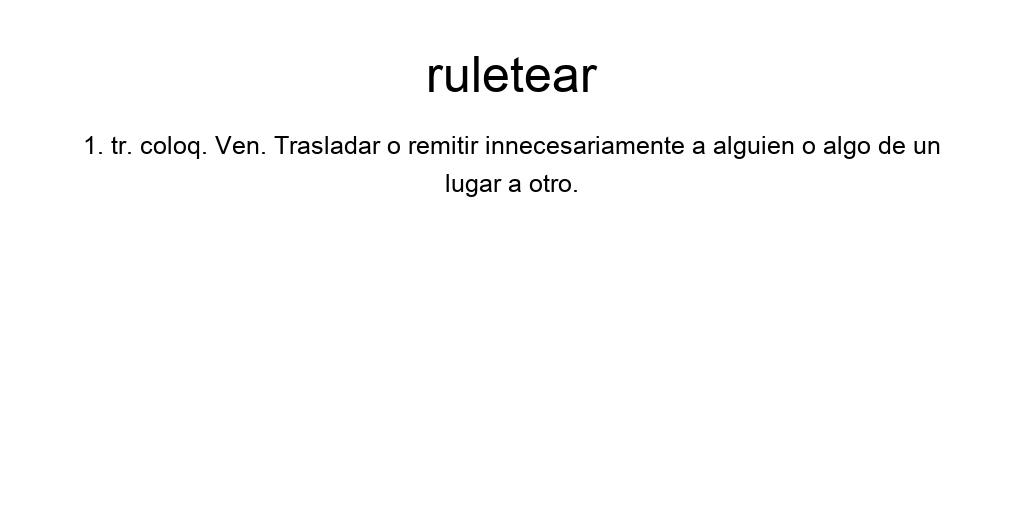 ruletear
1. tr. coloq. Ven. Trasladar o remitir innecesariamente a alguien o algo de un
lugar a otro.